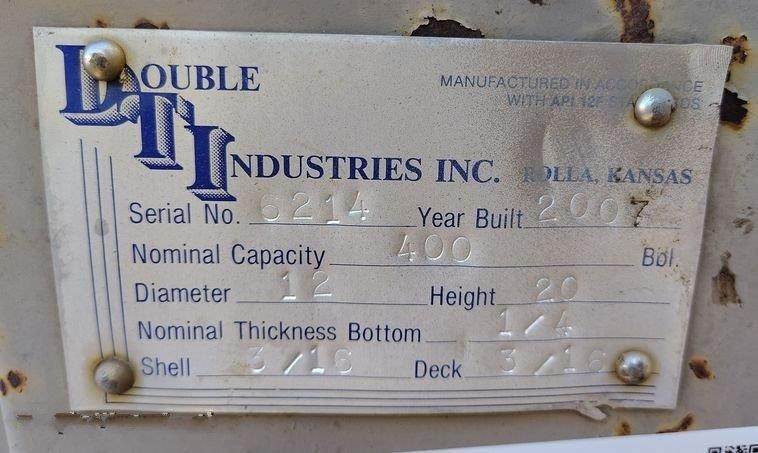 DOUBLE
MANUFACTURED IN ACCORDANCE
WITH API 12F STANDARDS
T INDUSTRIES INC. ROLLA, KANSAS
Serial No. 6214 Year Built 2007
Nominal Capacity 400 Bbl.
Diameter 12 Height 20
Nominal Thickness Bottom 1/4
Shell 3/16 Deck 3/16